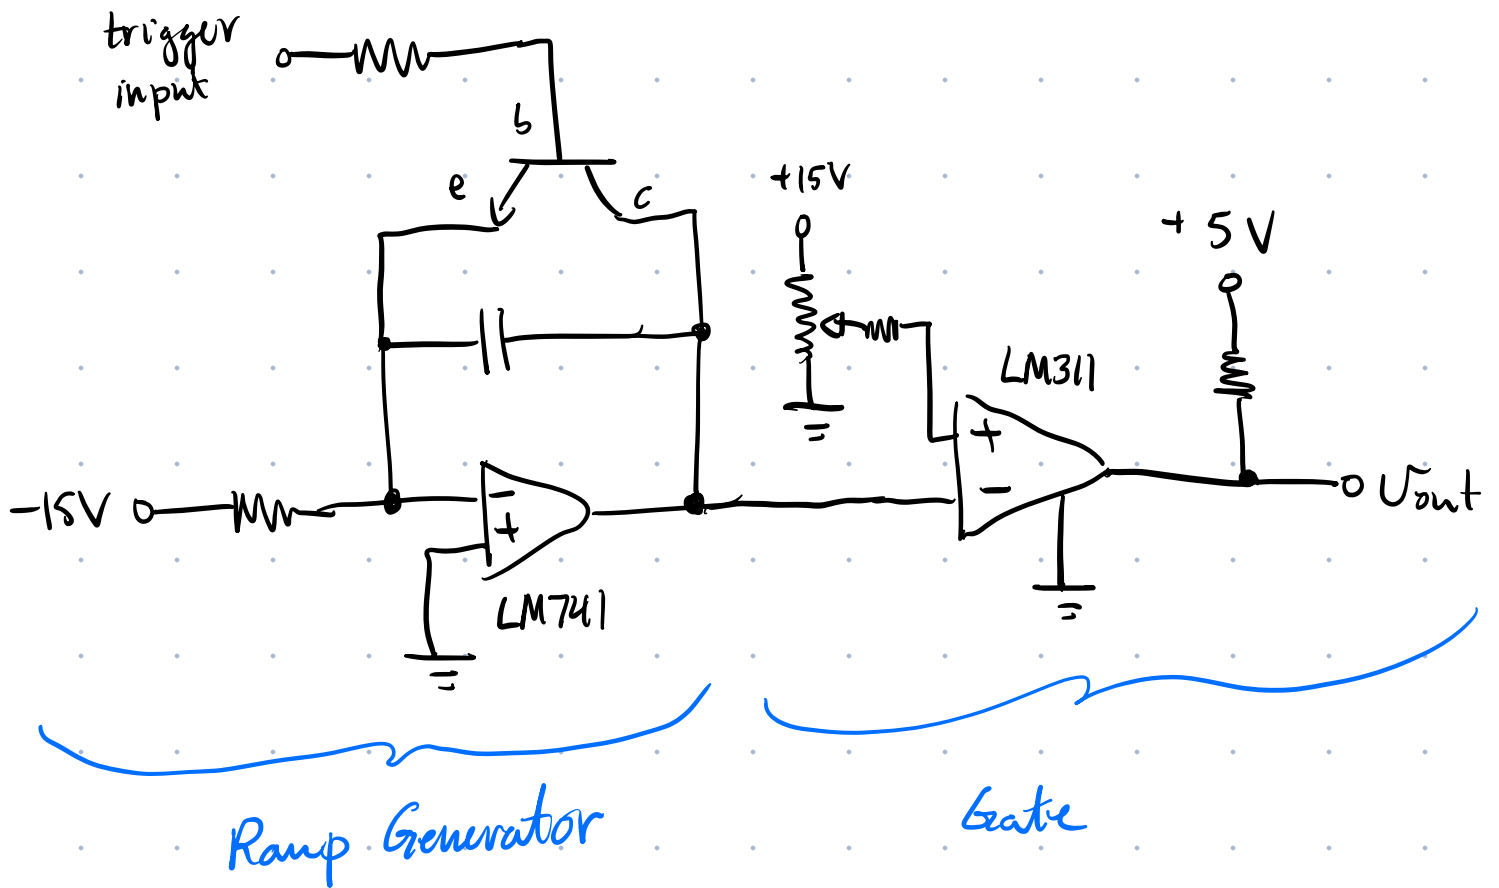 trigger
input
b
e
c
+15V
+ 5V
LM311
+
-
-15V
-
+
LM741
Vout
Ramp Generator
Gate